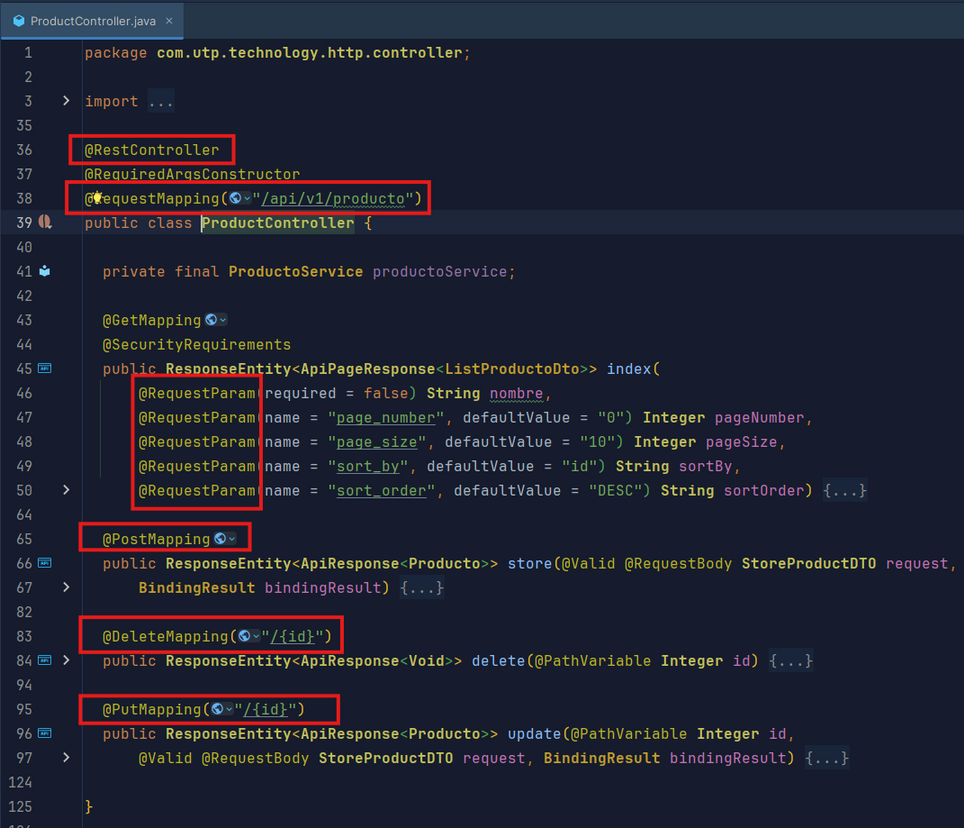 ProductController.java ×
1 package com.utp.technology.http.controller;
2
3 import ...
35
36 @RestController
37 @RequiredArgsConstructor
38 @RequestMapping("/api/v1/producto")
39 public class ProductController {
40
41 private final ProductoService productoService;
42
43 @GetMapping
44 @SecurityRequirements
45 public ResponseEntity<ApiPageResponse<ListProductoDto>> index(
46 @RequestParam(required = false) String nombre,
47 @RequestParam(name = "page_number", defaultValue = "0") Integer pageNumber,
48 @RequestParam(name = "page_size", defaultValue = "10") Integer pageSize,
49 @RequestParam(name = "sort_by", defaultValue = "id") String sortBy,
50 @RequestParam(name = "sort_order", defaultValue = "DESC") String sortOrder) {...}
64
65 @PostMapping
66 public ResponseEntity<ApiResponse<Producto>> store(@Valid @RequestBody StoreProductDTO request,
67 BindingResult bindingResult) {...}
82
83 @DeleteMapping("/{id}")
84 public ResponseEntity<ApiResponse<Void>> delete(@PathVariable Integer id) {...}
94
95 @PutMapping("/{id}")
96 public ResponseEntity<ApiResponse<Producto>> update(@PathVariable Integer id,
97 @Valid @RequestBody StoreProductDTO request, BindingResult bindingResult) {...}
124
125 }